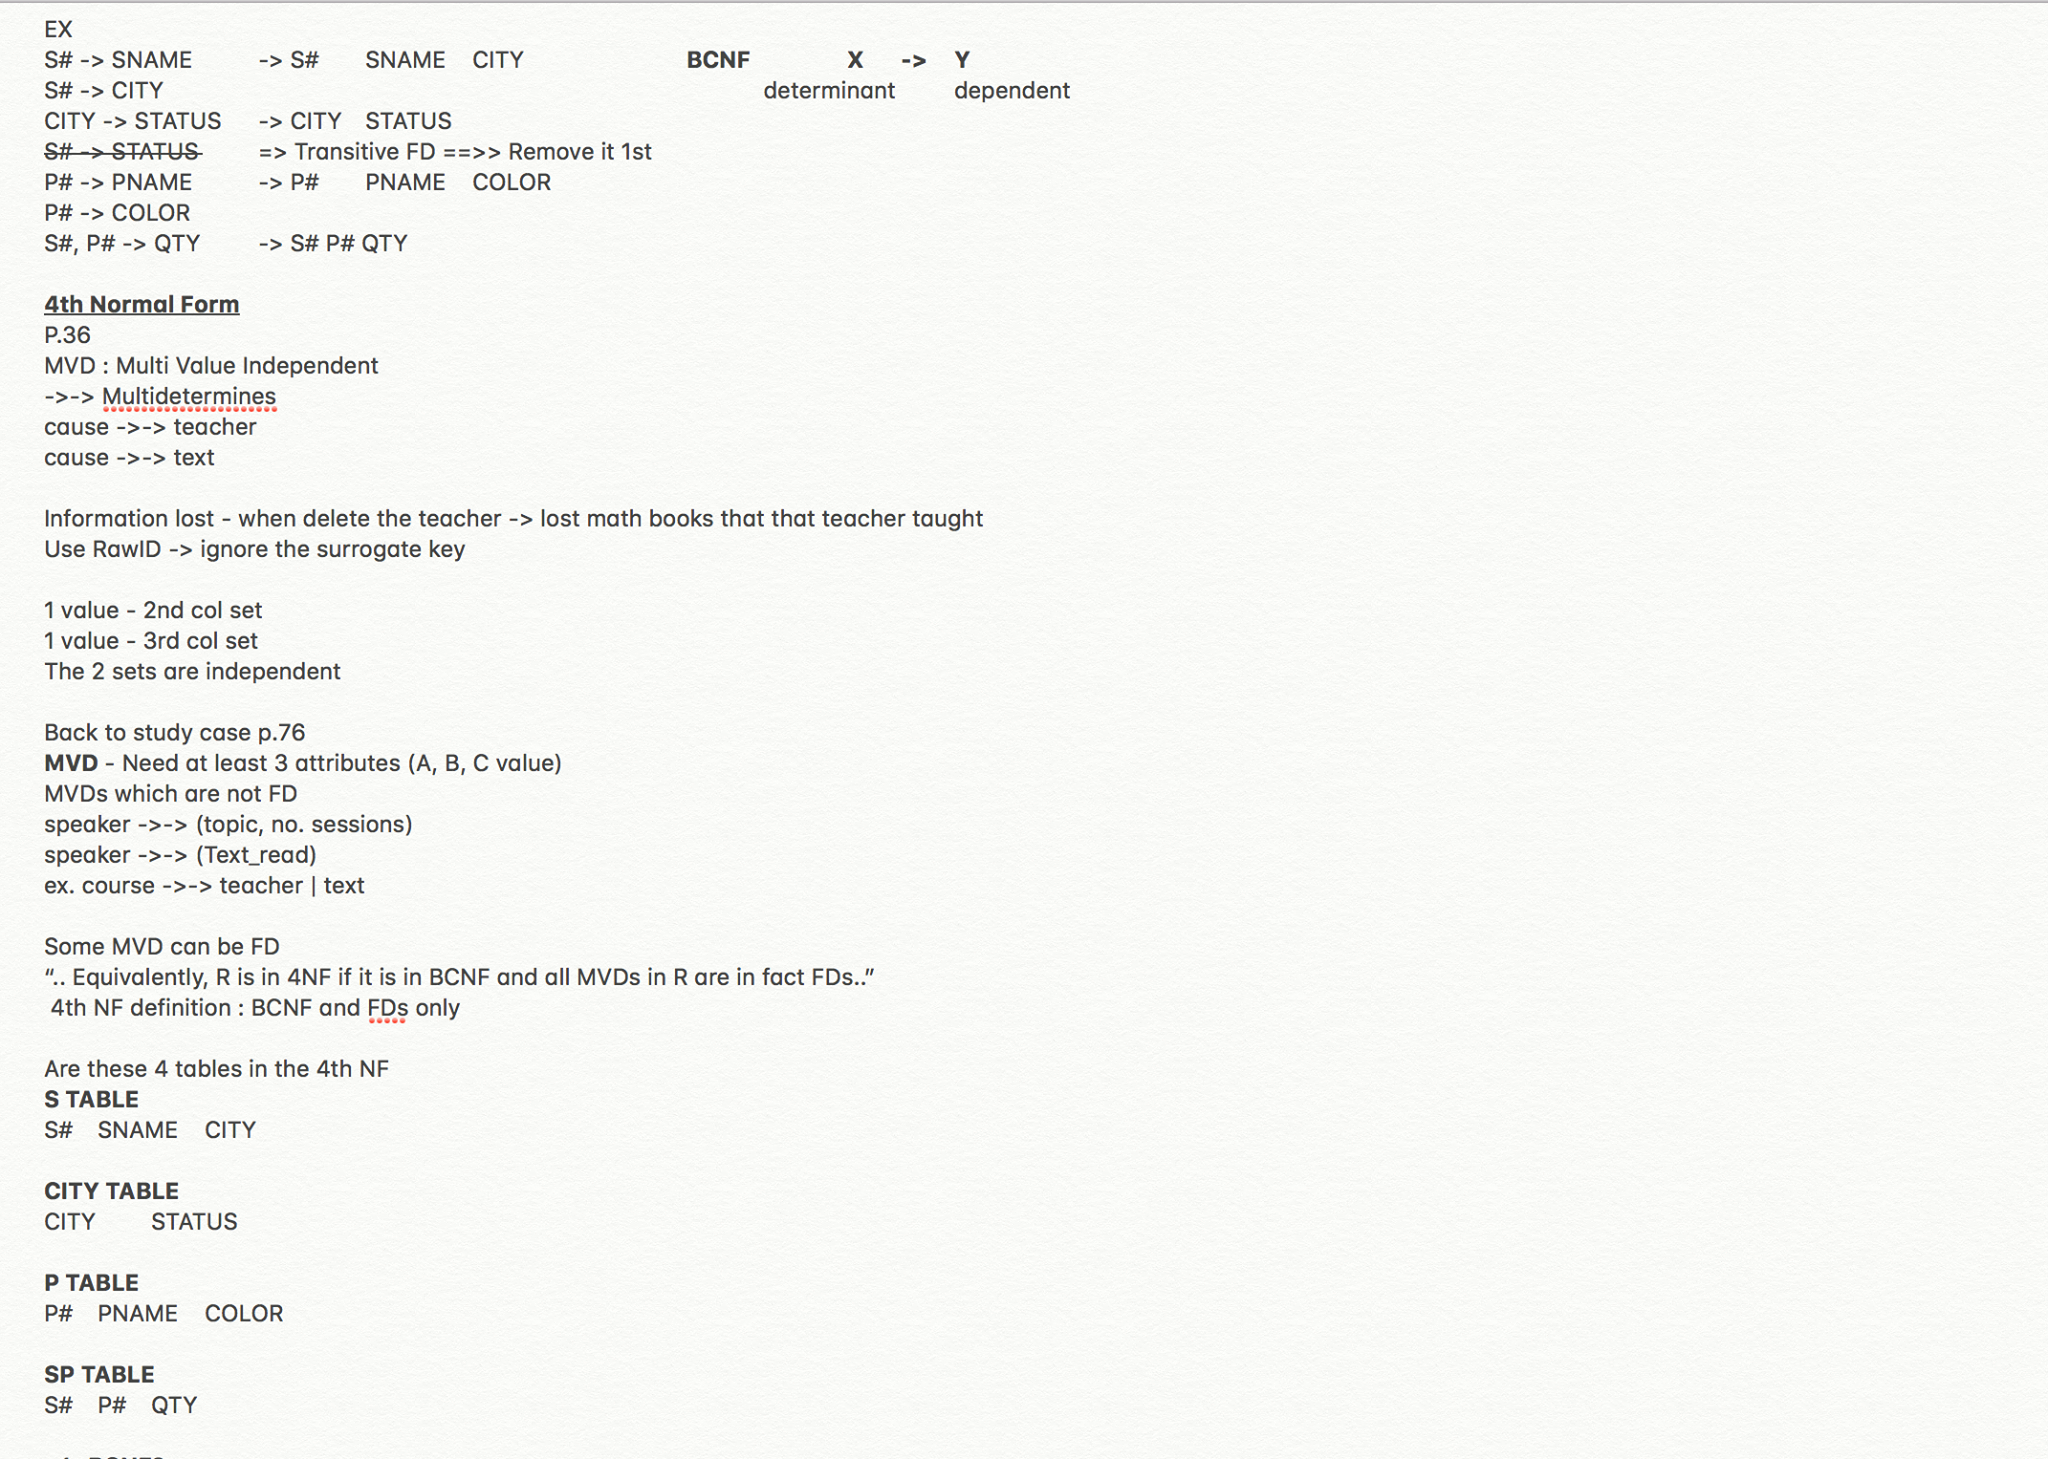 EX
S# -> SNAME -> S# SNAME CITY BCNF X -> Y
S# -> CITY determinant dependent
CITY -> STATUS -> CITY STATUS
S# -> STATUS => Transitive FD ==>> Remove it 1st
P# -> PNAME -> P# PNAME COLOR
P# -> COLOR
S#, P# -> QTY -> S# P# QTY
4th Normal Form
P.36
MVD : Multi Value Independent
->-> Multidetermines
cause ->-> teacher
cause ->-> text
Information lost - when delete the teacher -> lost math books that that teacher taught
Use RawID -> ignore the surrogate key
1 value - 2nd col set
1 value - 3rd col set
The 2 sets are independent
Back to study case p.76
MVD - Need at least 3 attributes (A, B, C value)
MVDs which are not FD
speaker ->-> (topic, no. sessions)
speaker ->-> (Text_read)
ex. course ->-> teacher | text
Some MVD can be FD
“.. Equivalently, R is in 4NF if it is in BCNF and all MVDs in R are in fact FDs..”
4th NF definition : BCNF and FDs only
Are these 4 tables in the 4th NF
S TABLE
S# SNAME CITY
CITY TABLE
CITY STATUS
P TABLE
P# PNAME COLOR
SP TABLE
S# P# QTY